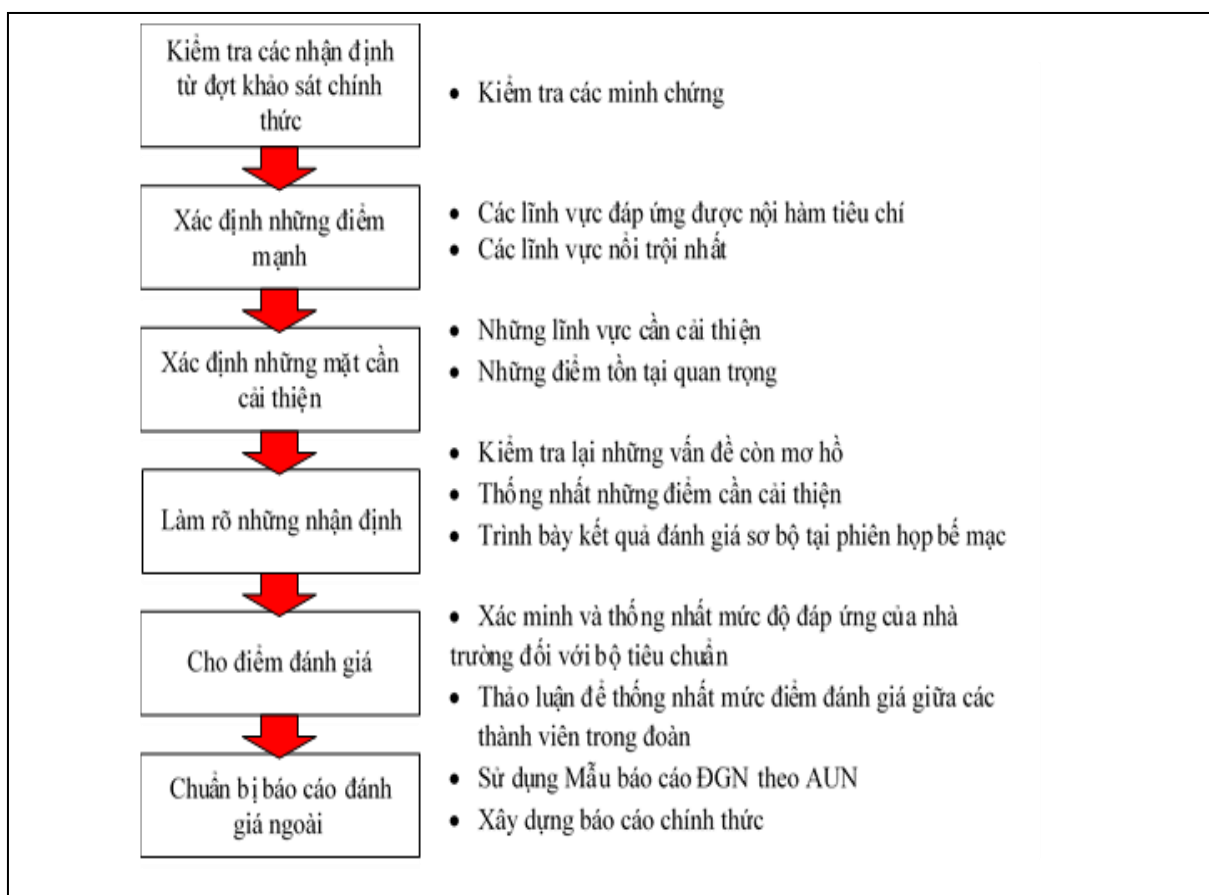 Kiểm tra các nhận định
từ đợt khảo sát chính
thức
• Kiểm tra các minh chứng
Xác định những điểm
mạnh
• Các lĩnh vực đáp ứng được nội hàm tiêu chí
• Các lĩnh vực nổi trội nhất
Xác định những mặt cần
cải thiện
• Những lĩnh vực cần cải thiện
• Những điểm tồn tại quan trọng
Làm rõ những nhận định
• Kiểm tra lại những vấn đề còn mơ hồ
• Thống nhất những điểm cần cải thiện
• Trình bày kết quả đánh giá sơ bộ tại phiên họp bế mạc
Cho điểm đánh giá
• Xác minh và thống nhất mức độ đáp ứng của nhà
trường đối với bộ tiêu chuẩn
• Thảo luận để thống nhất mức điểm đánh giá giữa các
thành viên trong đoàn
Chuẩn bị báo cáo đánh
giá ngoài
• Sử dụng Mẫu báo cáo ĐGN theo AUN
• Xây dựng báo cáo chính thức